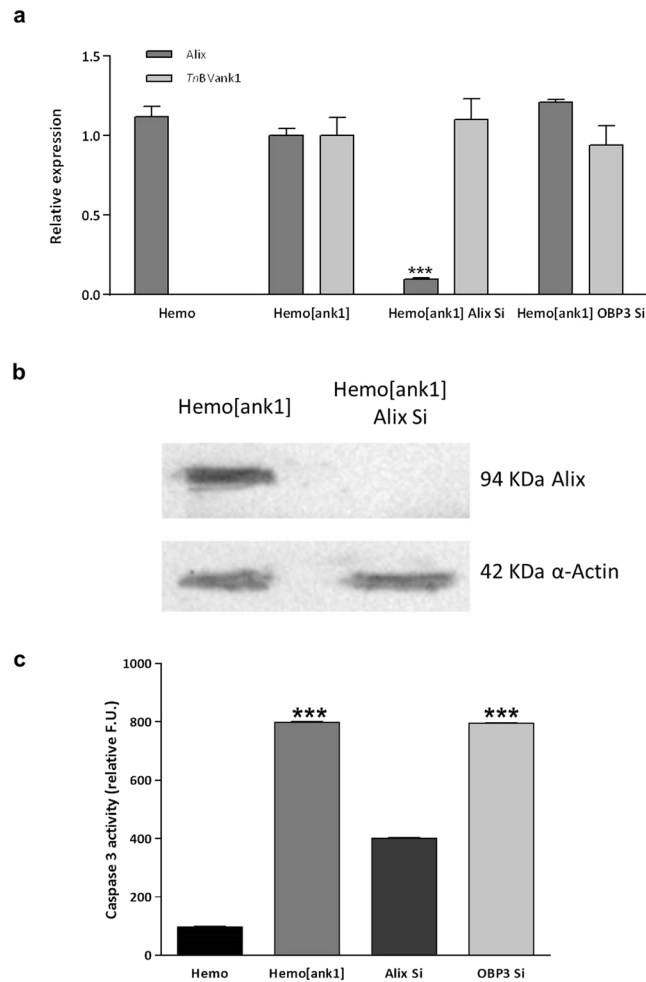 a
Alix
TnBVank1
1.5
1.0
0.5
0.0
Relative expression
***
Hemo
Hemo[ank1]
Hemo[ank1] Alix Si
Hemo[ank1] OBP3 Si
b
Hemo[ank1]
Hemo[ank1]
Alix Si
94 KDa Alix
42 KDa α-Actin
c
1000
800
600
400
200
0
Caspase 3 activity (relative F.U.)
***
***
Hemo
Hemo[ank1]
Alix Si
OBP3 Si